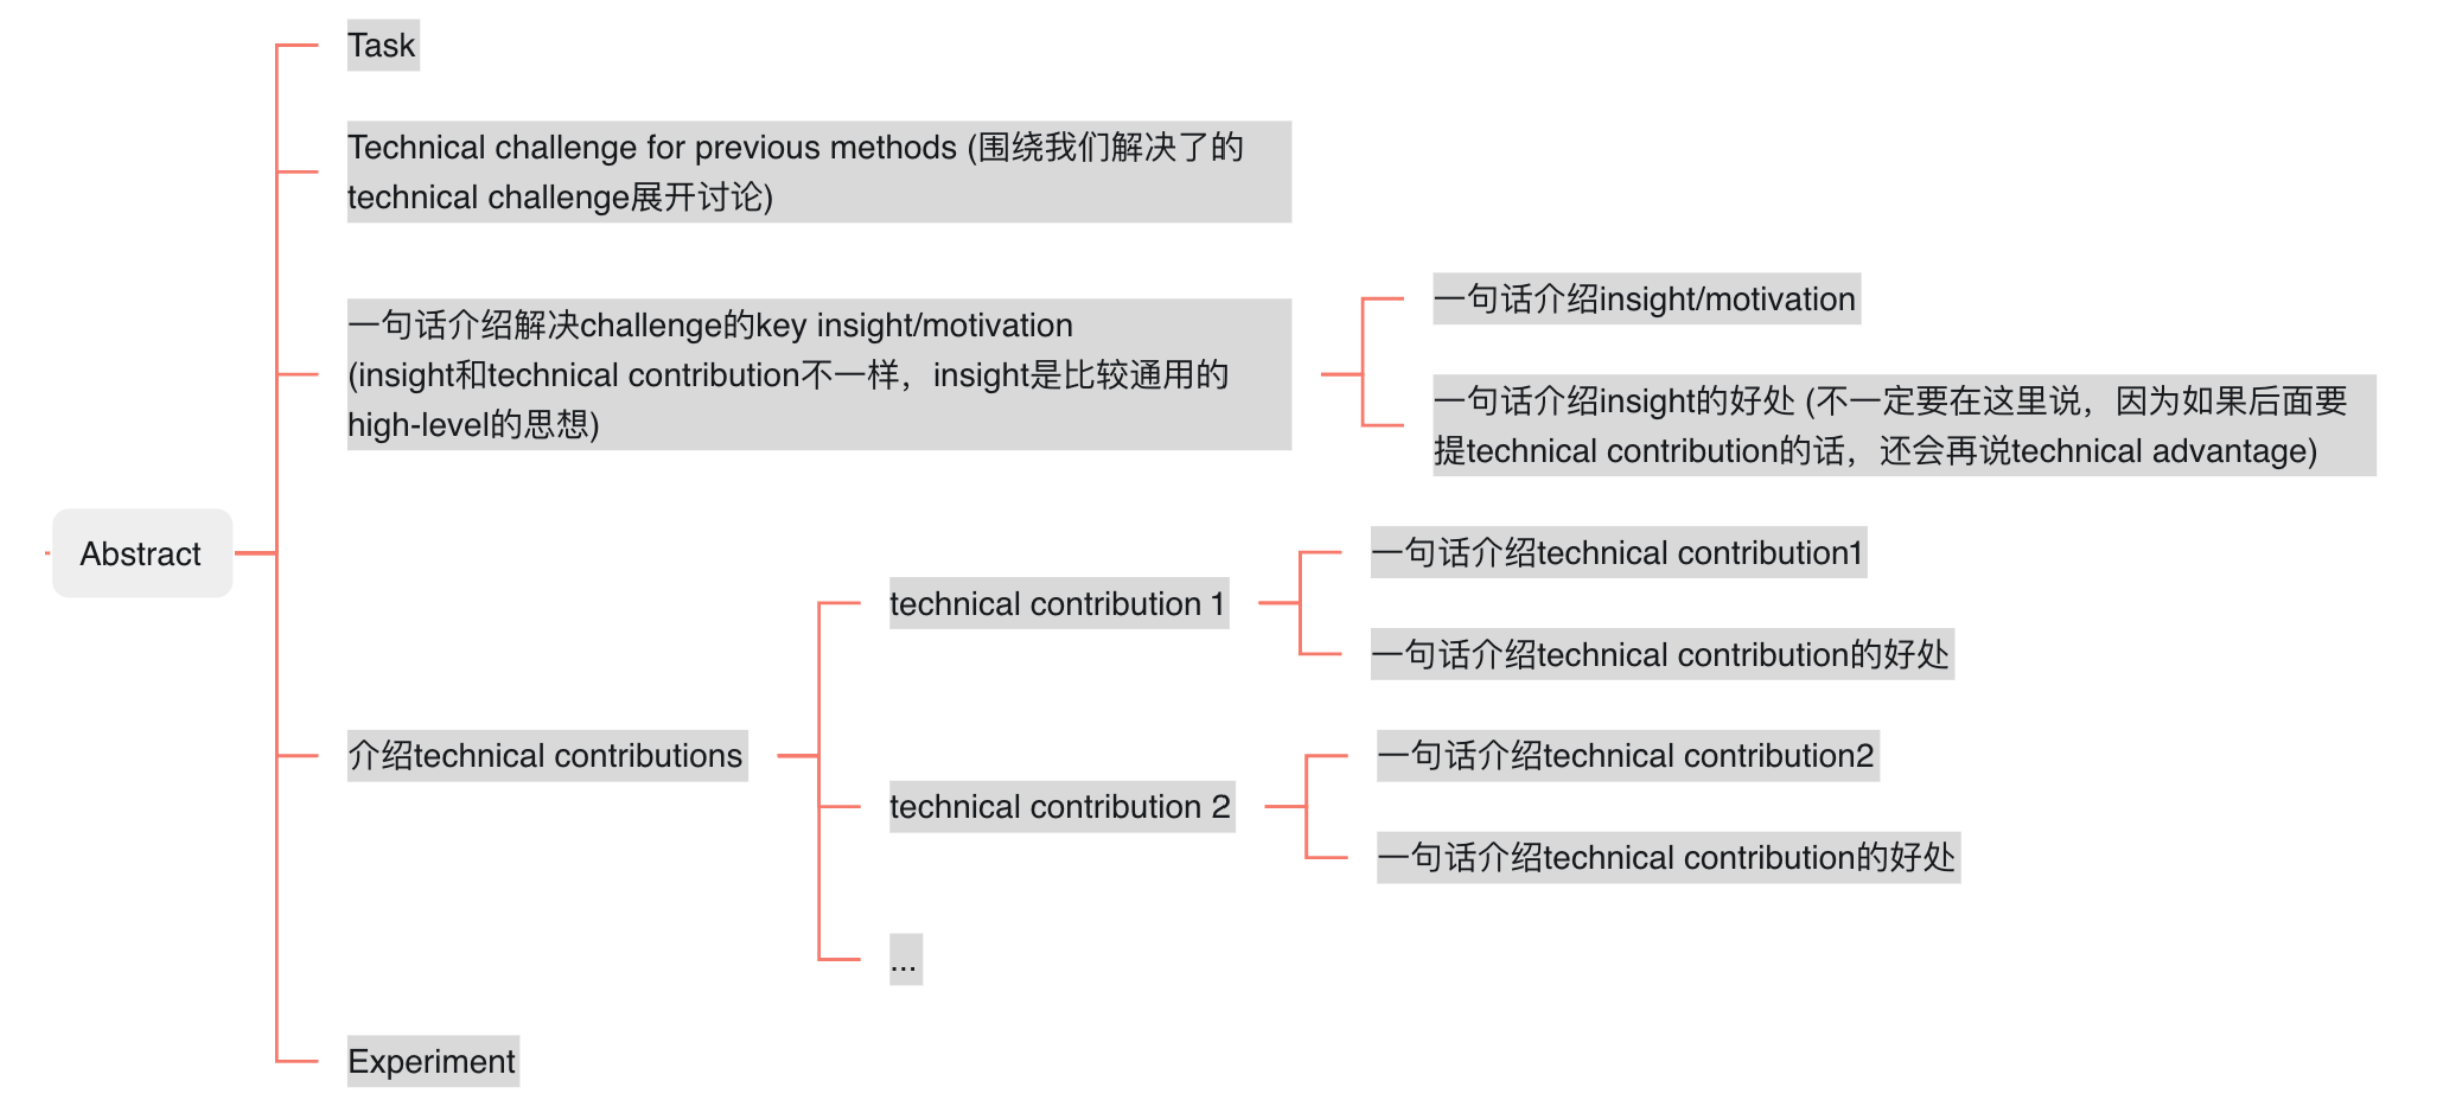 Task
Technical challenge for previous methods (围绕我们解决了的
technical challenge展开讨论)
一句话介绍解决challenge的key insight/motivation
(insight和technical contribution不一样，insight是比较通用的
high-level的思想)
一句话介绍insight/motivation
一句话介绍insight的好处 (不一定要在这里说，因为如果后面要
提technical contribution的话，还会再说technical advantage)
Abstract
介绍technical contributions
technical contribution 1
一句话介绍technical contribution1
一句话介绍technical contribution的好处
technical contribution 2
一句话介绍technical contribution2
一句话介绍technical contribution的好处
...
Experiment